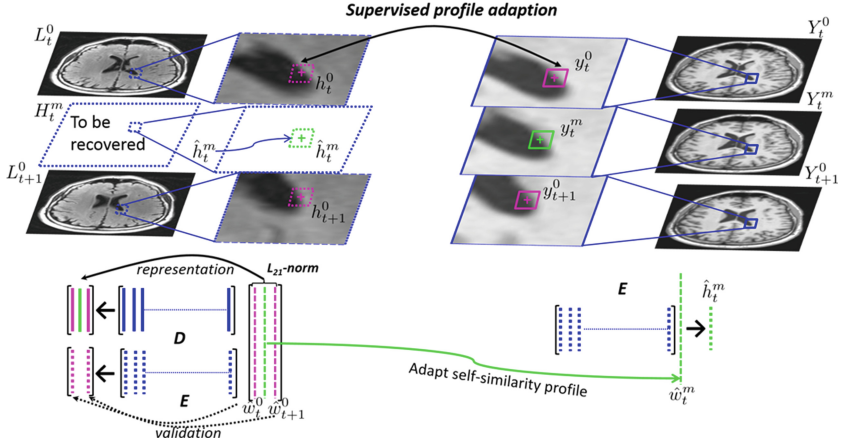 Supervised profile adaption
L_t^0
h_t^0
y_t^0
Y_t^0
H_t^m
To be
recovered
ĥ_t^m
ĥ_t^m
y_t^m
Y_t^m
L_{t+1}^0
h_{t+1}^0
y_{t+1}^0
Y_{t+1}^0
representation
L₂₁-norm
D
E
ŵ_t^0
ŵ_{t+1}^0
validation
E
ĥ_t^m
Adapt self-similarity profile
ŵ_t^m